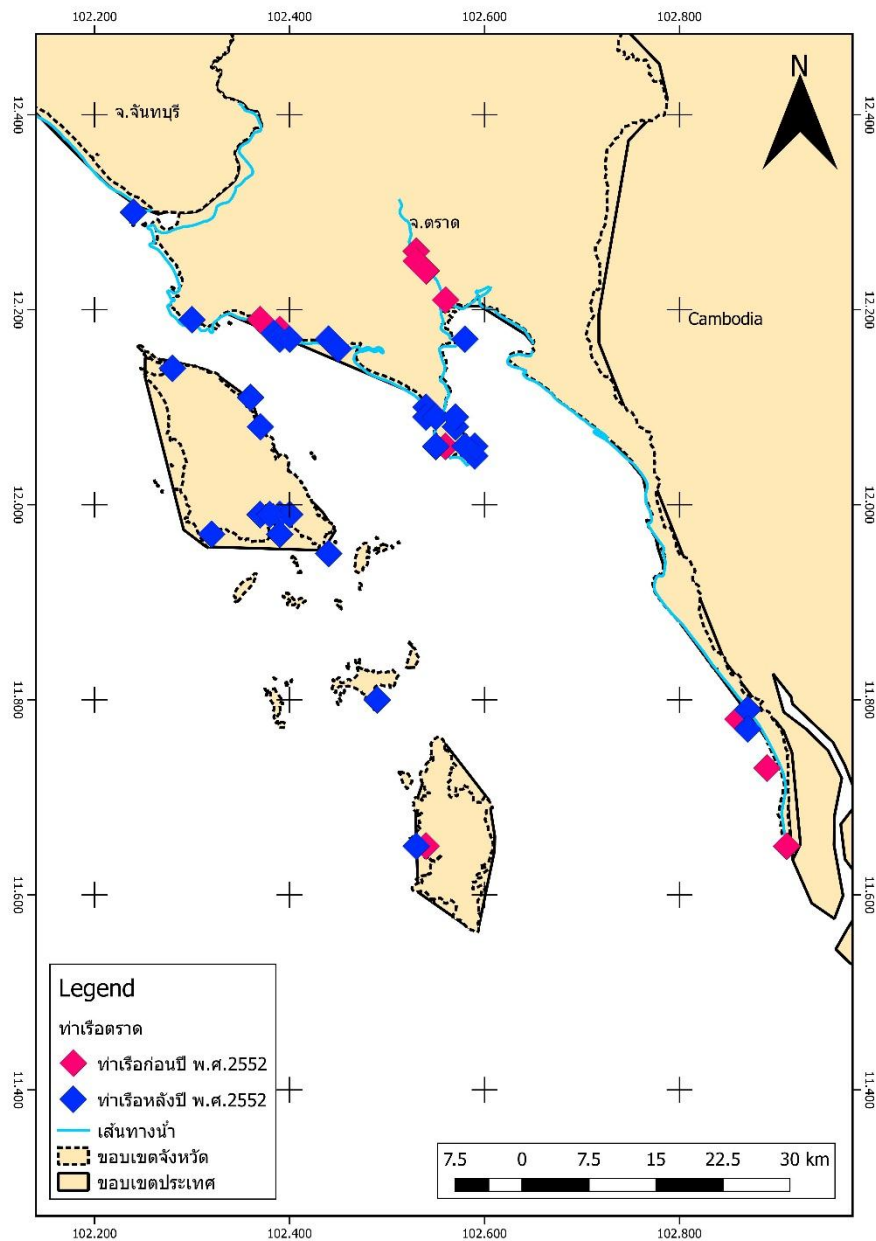 102.200 102.400 102.600 102.800
N
12.400 จ.จันทบุรี 12.400
จ.ตราด
12.200 Cambodia 12.200
12.000 12.000
11.800 11.800
11.600 11.600
11.400 11.400
Legend
ท่าเรือตราด
ท่าเรือก่อนปี พ.ศ.2552
ท่าเรือหลังปี พ.ศ.2552
เส้นทางน้ำ
ขอบเขตจังหวัด
ขอบเขตประเทศ
7.5 0 7.5 15 22.5 30 km
102.200 102.400 102.600 102.800